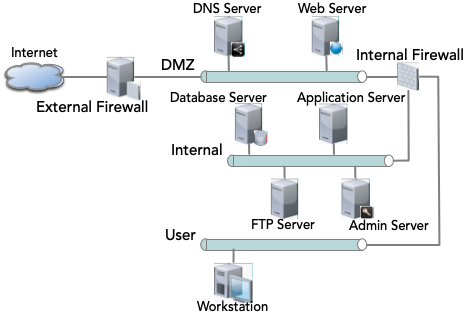 DNS Server
Web Server
Internet
Internal Firewall
DMZ
External Firewall
Database Server
Application Server
Internal
FTP Server
Admin Server
User
Workstation